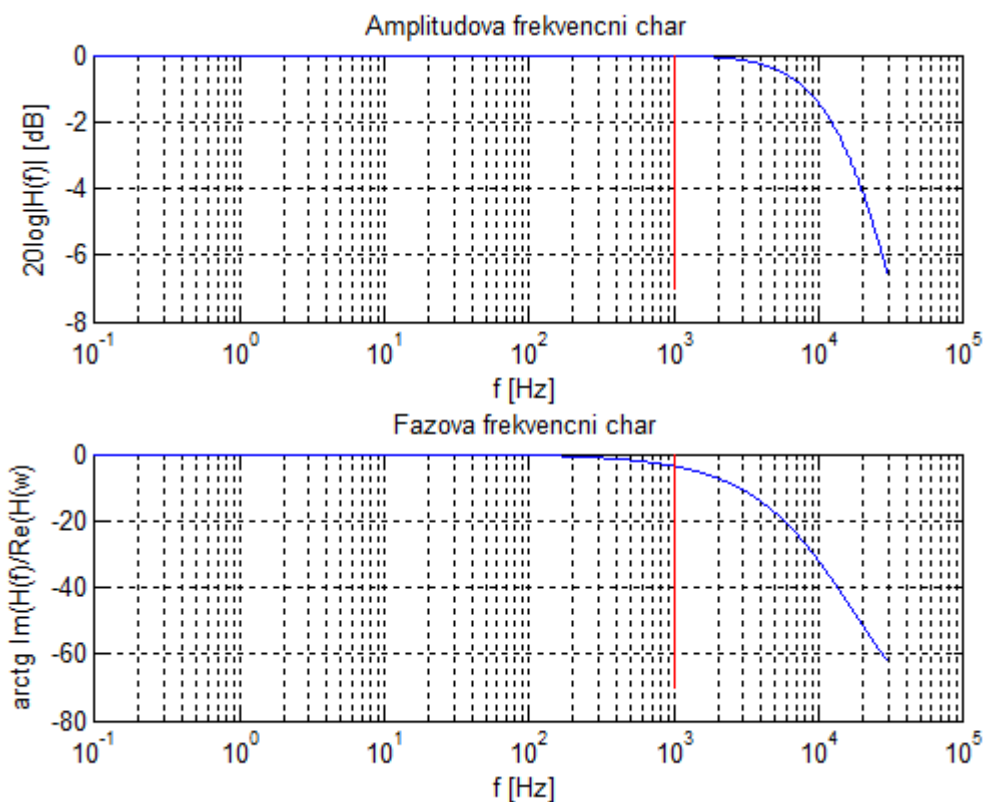 Amplitudova frekvencni char
20log|H(f)| [dB]
0
-2
-4
-6
-8
10^-1 10^0 10^1 10^2 10^3 10^4 10^5
f [Hz]
Fazova frekvencni char
arctg Im(H(f)/Re(H(w)
0
-20
-40
-60
-80
10^-1 10^0 10^1 10^2 10^3 10^4 10^5
f [Hz]